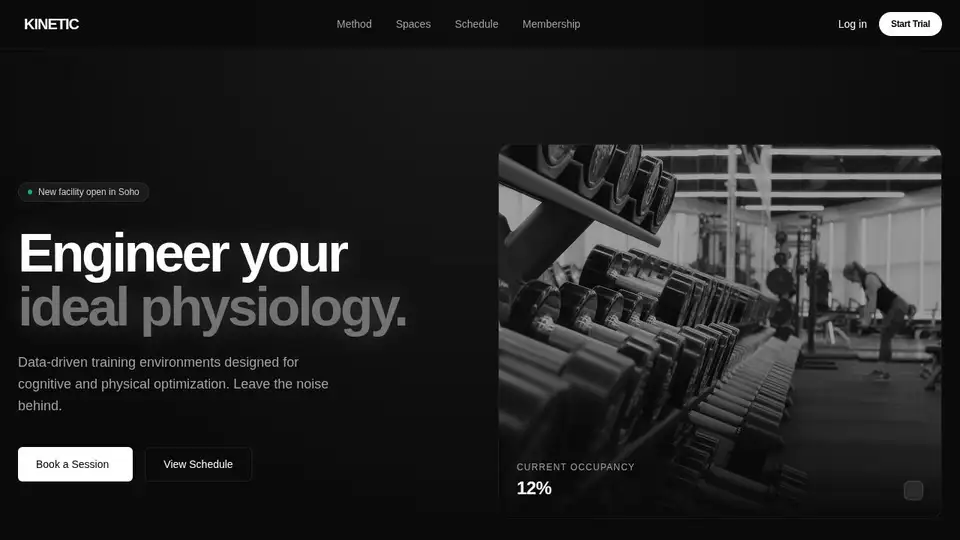 KINETIC
Method
Spaces
Schedule
Membership
Log in
Start Trial
New facility open in Soho
Engineer your
ideal physiology.
Data-driven training environments designed for
cognitive and physical optimization. Leave the noise
behind.
Book a Session
View Schedule
CURRENT OCCUPANCY
12%